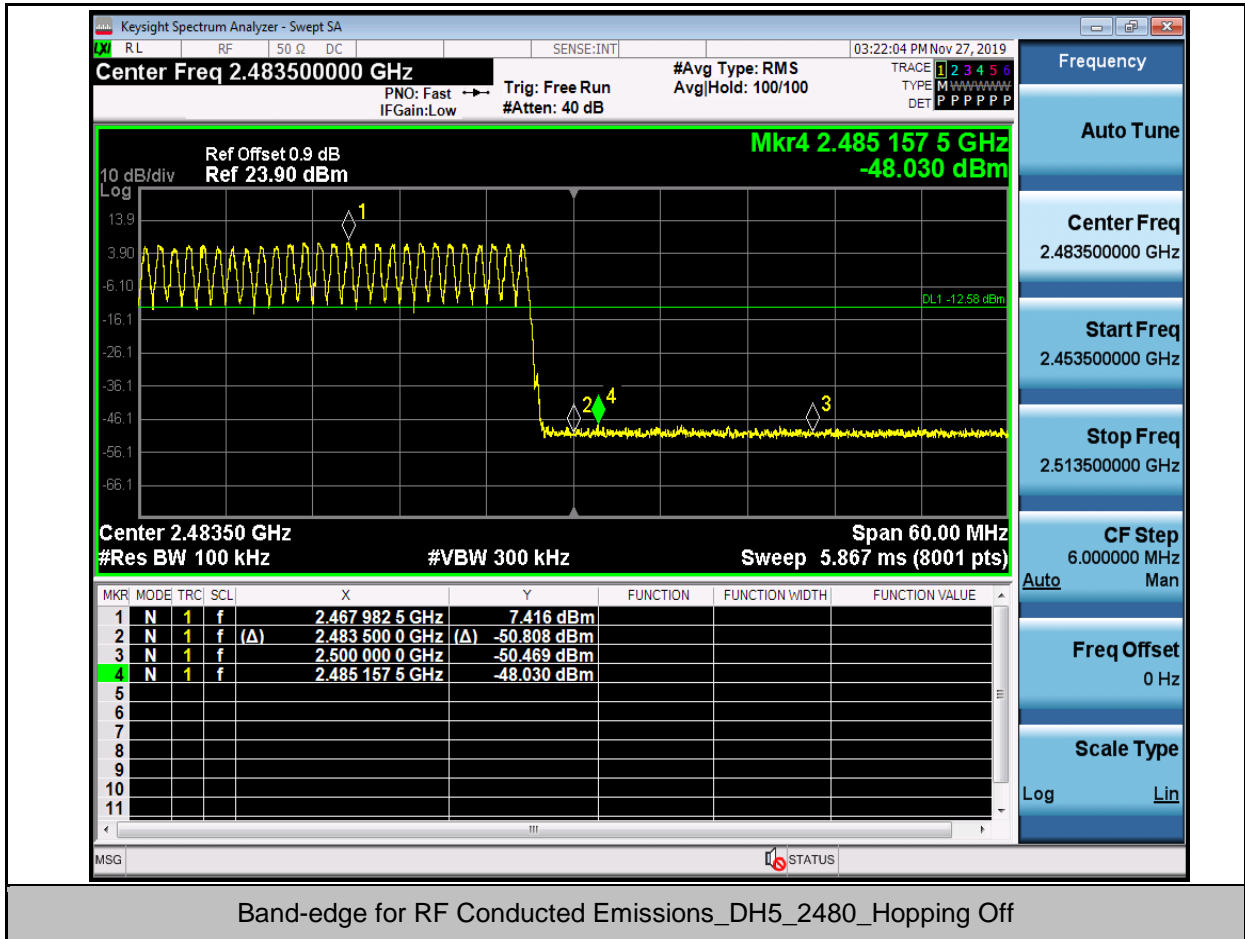 Keysight Spectrum Analyzer - Swept SA
LXI RL RF 50 Ω DC SENSE:INT 03:22:04 PM Nov 27, 2019
Center Freq 2.483500000 GHz
PNO: Fast
IFGain:Low
Trig: Free Run
#Atten: 40 dB
#Avg Type: RMS
Avg|Hold: 100/100
TRACE 1 2 3 4 5 6
TYPE M WWWWW
DET P P P P P P
Mkr4 2.485 157 5 GHz
-48.030 dBm
Ref Offset 0.9 dB
10 dB/div Ref 23.90 dBm
Log
13.9
3.90
-6.10
-16.1
-26.1
-36.1
-46.1
-56.1
-66.1
1
DL1 -12.58 dBm
2
4
3
Center 2.48350 GHz Span 60.00 MHz
#Res BW 100 kHz #VBW 300 kHz Sweep 5.867 ms (8001 pts)
MKR MODE TRC SCL X Y FUNCTION FUNCTION WIDTH FUNCTION VALUE
1 N 1 f 2.467 982 5 GHz 7.416 dBm
2 N 1 f (Δ) 2.483 500 0 GHz (Δ) -50.808 dBm
3 N 1 f 2.500 000 0 GHz -50.469 dBm
4 N 1 f 2.485 157 5 GHz -48.030 dBm
5
6
7
8
9
10
11
MSG STATUS
Frequency
Auto Tune
Center Freq
2.483500000 GHz
Start Freq
2.453500000 GHz
Stop Freq
2.513500000 GHz
CF Step
6.000000 MHz
Auto Man
Freq Offset
0 Hz
Scale Type
Log Lin
Band-edge for RF Conducted Emissions_DH5_2480_Hopping Off